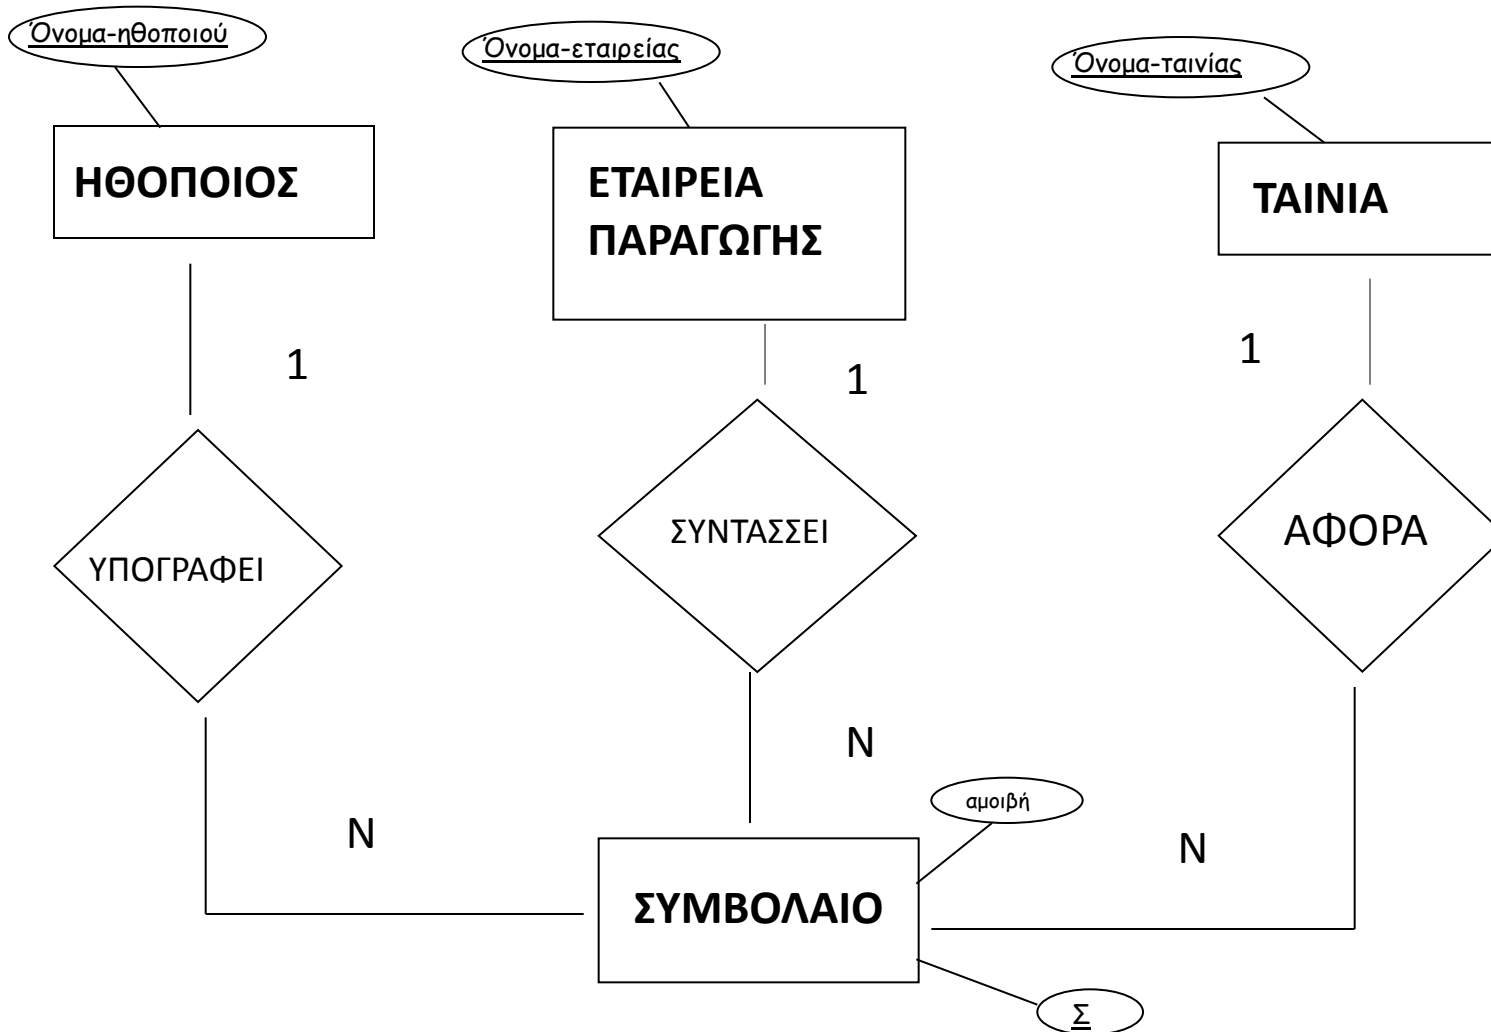 Όνομα-ηθοποιού
Όνομα-εταιρείας
Όνομα-ταινίας
ΗΘΟΠΟΙΟΣ
ΕΤΑΙΡΕΙΑ
ΠΑΡΑΓΩΓΗΣ
ΤΑΙΝΙΑ
1
1
1
ΥΠΟΓΡΑΦΕΙ
ΣΥΝΤΑΣΣΕΙ
ΑΦΟΡΑ
N
N
N
αμοιβή
ΣΥΜΒΟΛΑΙΟ
Σ